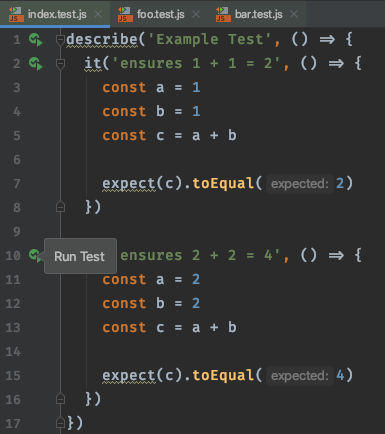 index.test.js × foo.test.js × bar.test.js
1 describe('Example Test', () => {
2 it('ensures 1 + 1 = 2', () => {
3 const a = 1
4 const b = 1
5 const c = a + b
6
7 expect(c).toEqual( expected: 2)
8 })
9
10 Run Test ensures 2 + 2 = 4', () => {
11 const a = 2
12 const b = 2
13 const c = a + b
14
15 expect(c).toEqual( expected: 4)
16 })
17 })